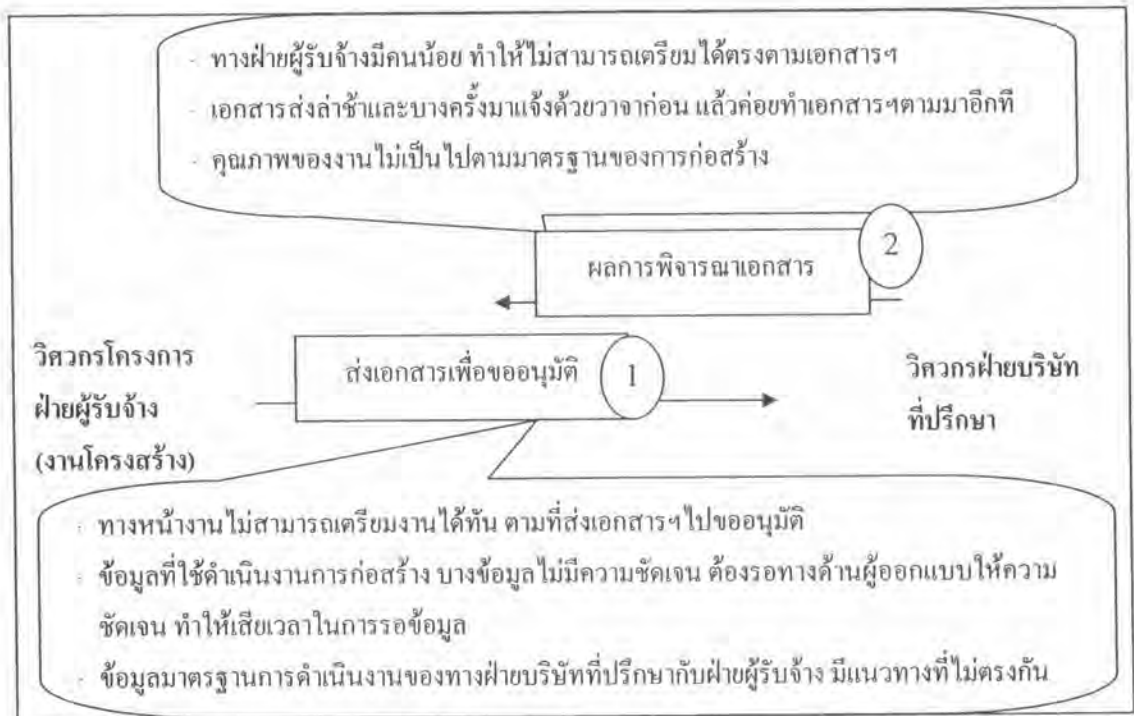 - ทางฝ่ายผู้รับจ้างมีคนน้อย ทำให้ไม่สามารถเตรียมได้ตรงตามเอกสารฯ
- เอกสารส่งล่าช้าและบางครั้งมาแจ้งด้วยวาจาก่อน แล้วค่อยทำเอกสารฯตามมาอีกที
- คุณภาพของงานไม่เป็นไปตามมาตรฐานของการก่อสร้าง
ผลการพิจารณาเอกสาร
2
วิศวกรโครงการ
ฝ่ายผู้รับจ้าง
(งานโครงสร้าง)
ส่งเอกสารเพื่อขออนุมัติ
1
วิศวกรฝ่ายบริษัท
ที่ปรึกษา
- ทางหน้างานไม่สามารถเตรียมงานได้ทัน ตามที่ส่งเอกสารฯไปขออนุมัติ
- ข้อมูลที่ใช้ดำเนินงานการก่อสร้าง บางข้อมูลไม่มีความชัดเจน ต้องรอทางด้านผู้ออกแบบให้ความ
ชัดเจน ทำให้เสียเวลาในการรอข้อมูล
- ข้อมูลมาตรฐานการดำเนินงานของทางฝ่ายบริษัทที่ปรึกษากับฝ่ายผู้รับจ้าง มีแนวทางที่ไม่ตรงกัน